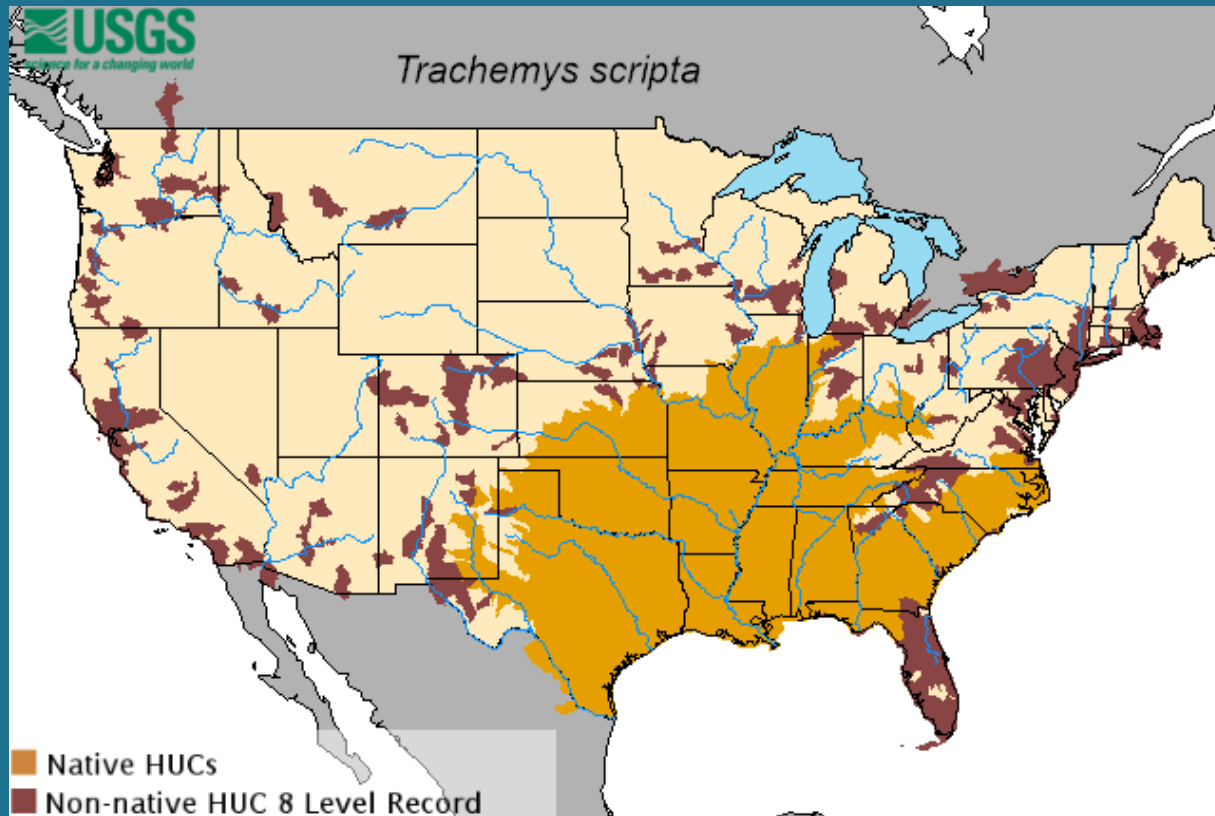 USGS
science for a changing world
Trachemys scripta
Native HUCs
Non-native HUC 8 Level Record